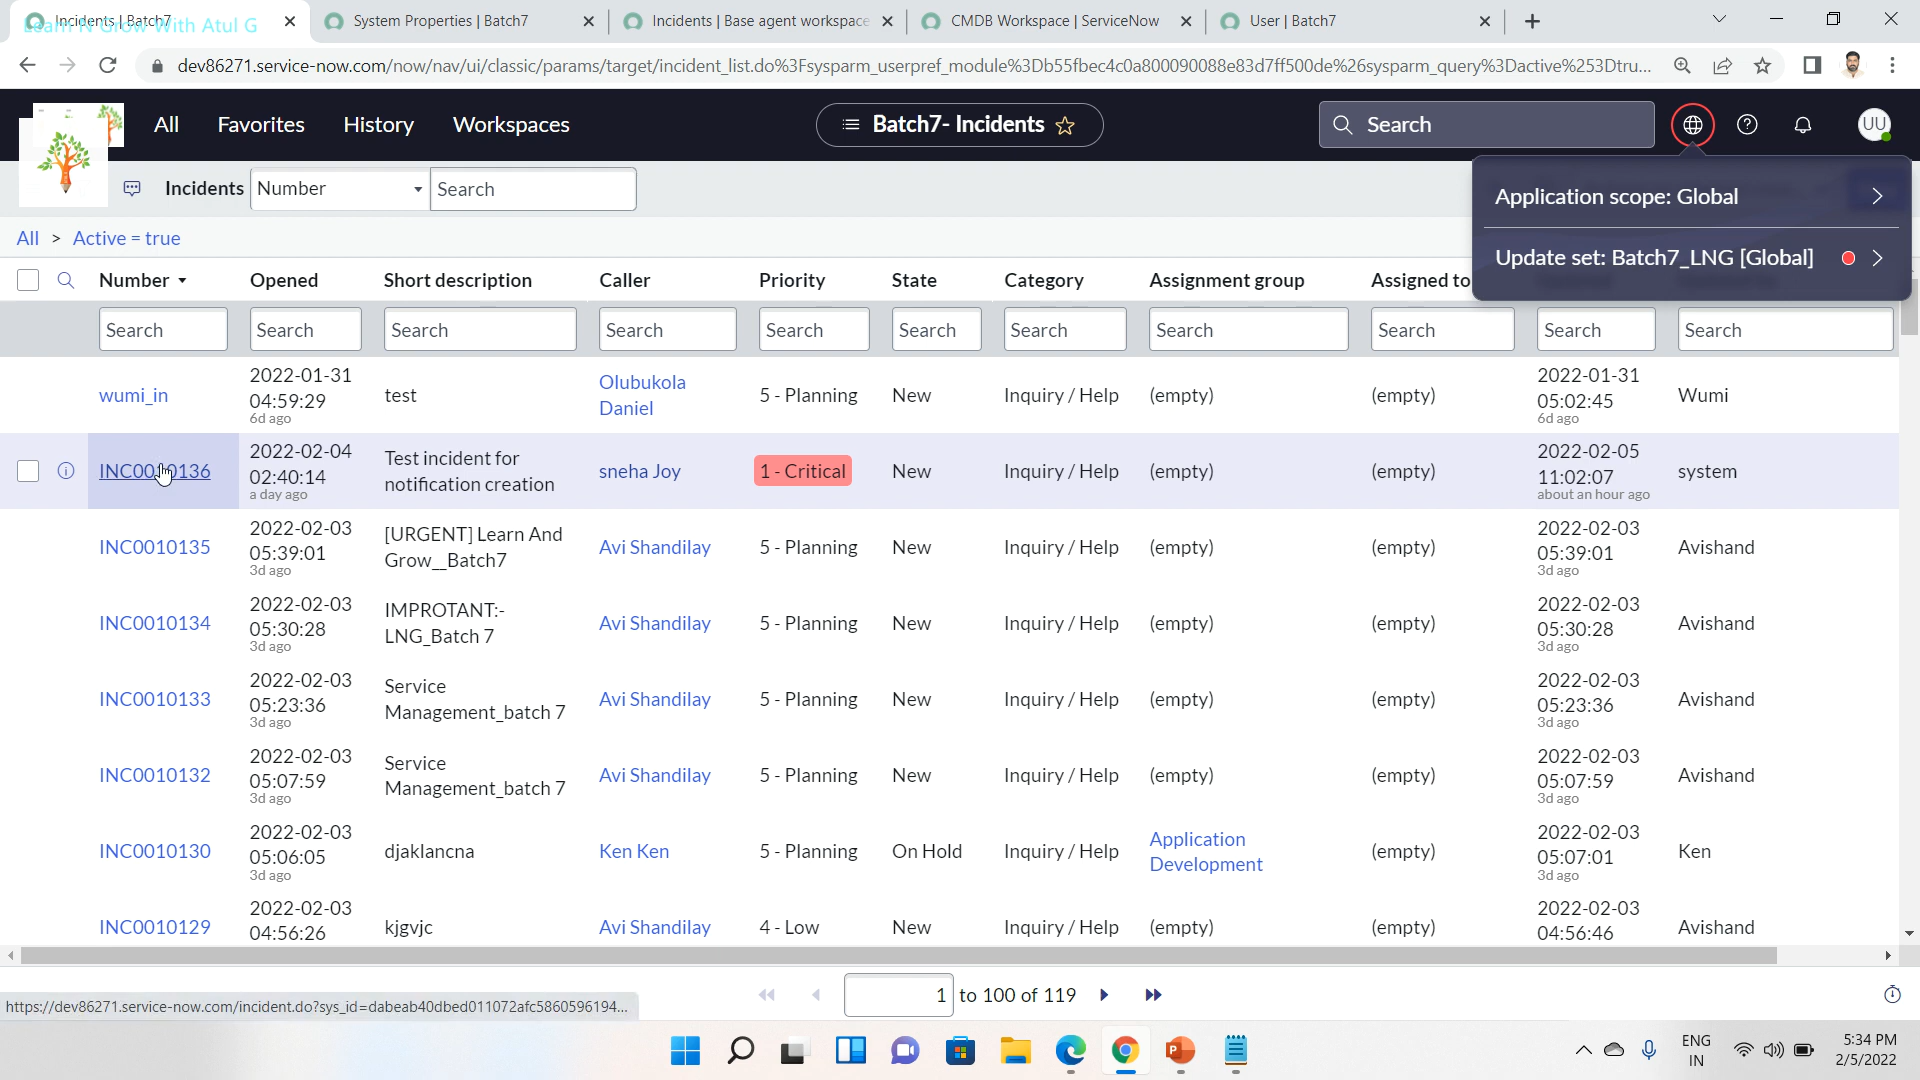 Incidents | Batch7
Learn N Grow With Atul G
System Properties | Batch7
Incidents | Base agent workspace
CMDB Workspace | ServiceNow
User | Batch7
dev86271.service-now.com/now/nav/ui/classic/params/target/incident_list.do%3Fsysparm_userpref_module%3Db55fbec4c0a800090088e83d7ff500de%26sysparm_query%3Dactive%253Dtru...
All Favorites History Workspaces
Batch7- Incidents
Search
UU
Application scope: Global
Update set: Batch7_LNG [Global]
Incidents Number Search
All > Active = true
Number Opened Short description Caller Priority State Category Assignment group Assigned to
Search Search Search Search Search Search Search Search Search Search Search
wumi_in 2022-01-31 04:59:29 6d ago test Olubukola Daniel 5 - Planning New Inquiry / Help (empty) (empty) 2022-01-31 05:02:45 6d ago Wumi
INC0010136 2022-02-04 02:40:14 a day ago Test incident for notification creation sneha Joy 1 - Critical New Inquiry / Help (empty) (empty) 2022-02-05 11:02:07 about an hour ago system
INC0010135 2022-02-03 05:39:01 3d ago [URGENT] Learn And Grow__Batch7 Avi Shandilay 5 - Planning New Inquiry / Help (empty) (empty) 2022-02-03 05:39:01 3d ago Avishand
INC0010134 2022-02-03 05:30:28 3d ago IMPROTANT:- LNG_Batch 7 Avi Shandilay 5 - Planning New Inquiry / Help (empty) (empty) 2022-02-03 05:30:28 3d ago Avishand
INC0010133 2022-02-03 05:23:36 3d ago Service Management_batch 7 Avi Shandilay 5 - Planning New Inquiry / Help (empty) (empty) 2022-02-03 05:23:36 3d ago Avishand
INC0010132 2022-02-03 05:07:59 3d ago Service Management_batch 7 Avi Shandilay 5 - Planning New Inquiry / Help (empty) (empty) 2022-02-03 05:07:59 3d ago Avishand
INC0010130 2022-02-03 05:06:05 3d ago djaklancna Ken Ken 5 - Planning On Hold Inquiry / Help Application Development (empty) 2022-02-03 05:07:01 3d ago Ken
INC0010129 2022-02-03 04:56:26 kjgvjc Avi Shandilay 4 - Low New Inquiry / Help (empty) (empty) 2022-02-03 04:56:46 Avishand
1 to 100 of 119
https://dev86271.service-now.com/incident.do?sys_id=dabeab40dbed011072afc5860596194...
ENG
IN
5:34 PM
2/5/2022